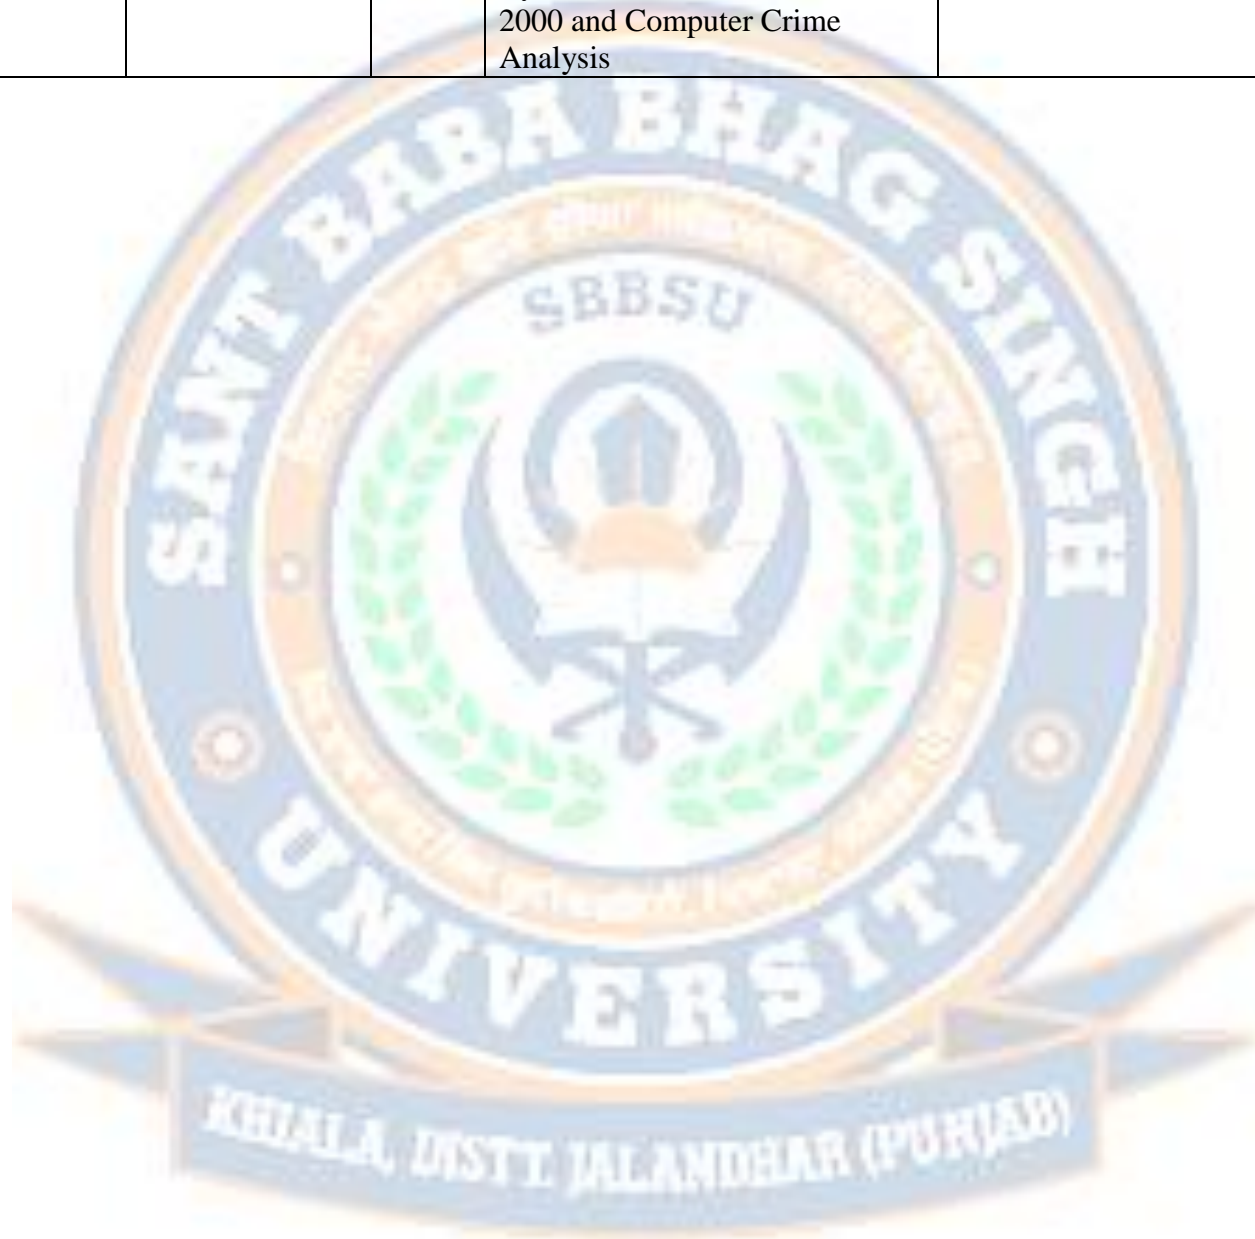 2000 and Computer Crime
Analysis
SANT BABA BHAG SINGH
SBBSU
UNIVERSITY
KHIALA, DISTT. JALANDHAR (PUNJAB)